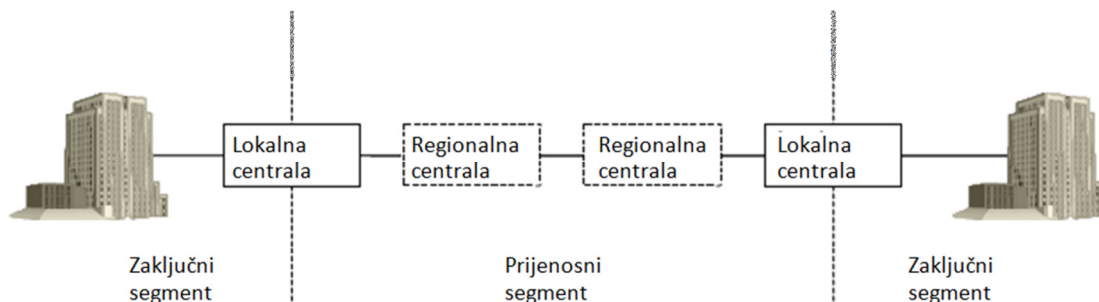 Lokalna
centrala
Regionalna
centrala
Regionalna
centrala
Lokalna
centrala
Zaključni
segment
Prijenosni
segment
Zaključni
segment